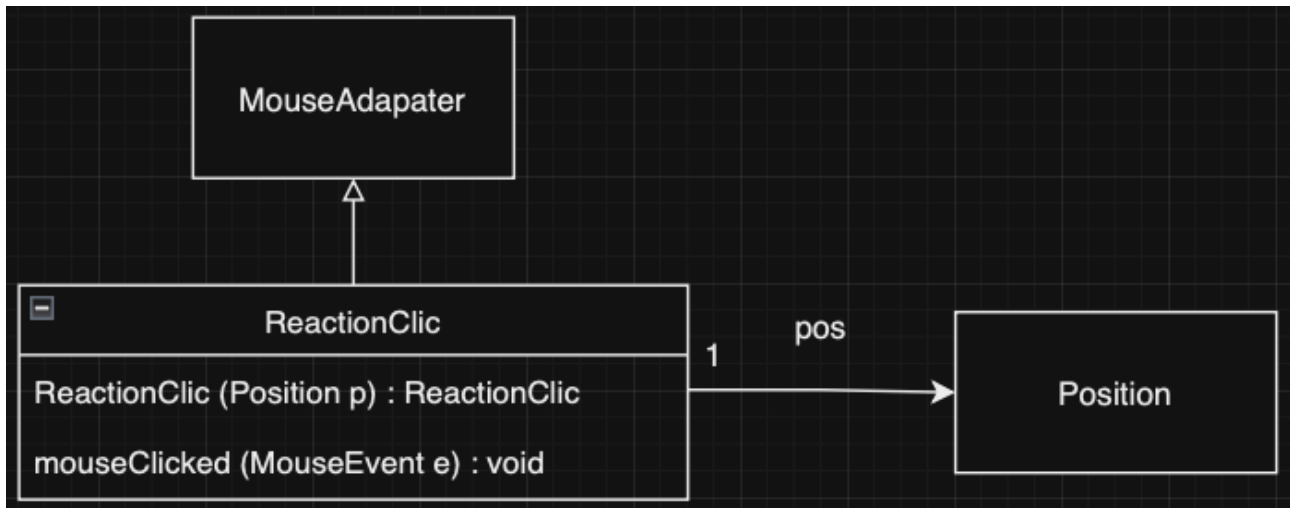 MouseAdapater
ReactionClic
ReactionClic (Position p) : ReactionClic
mouseClicked (MouseEvent e) : void
1
pos
Position